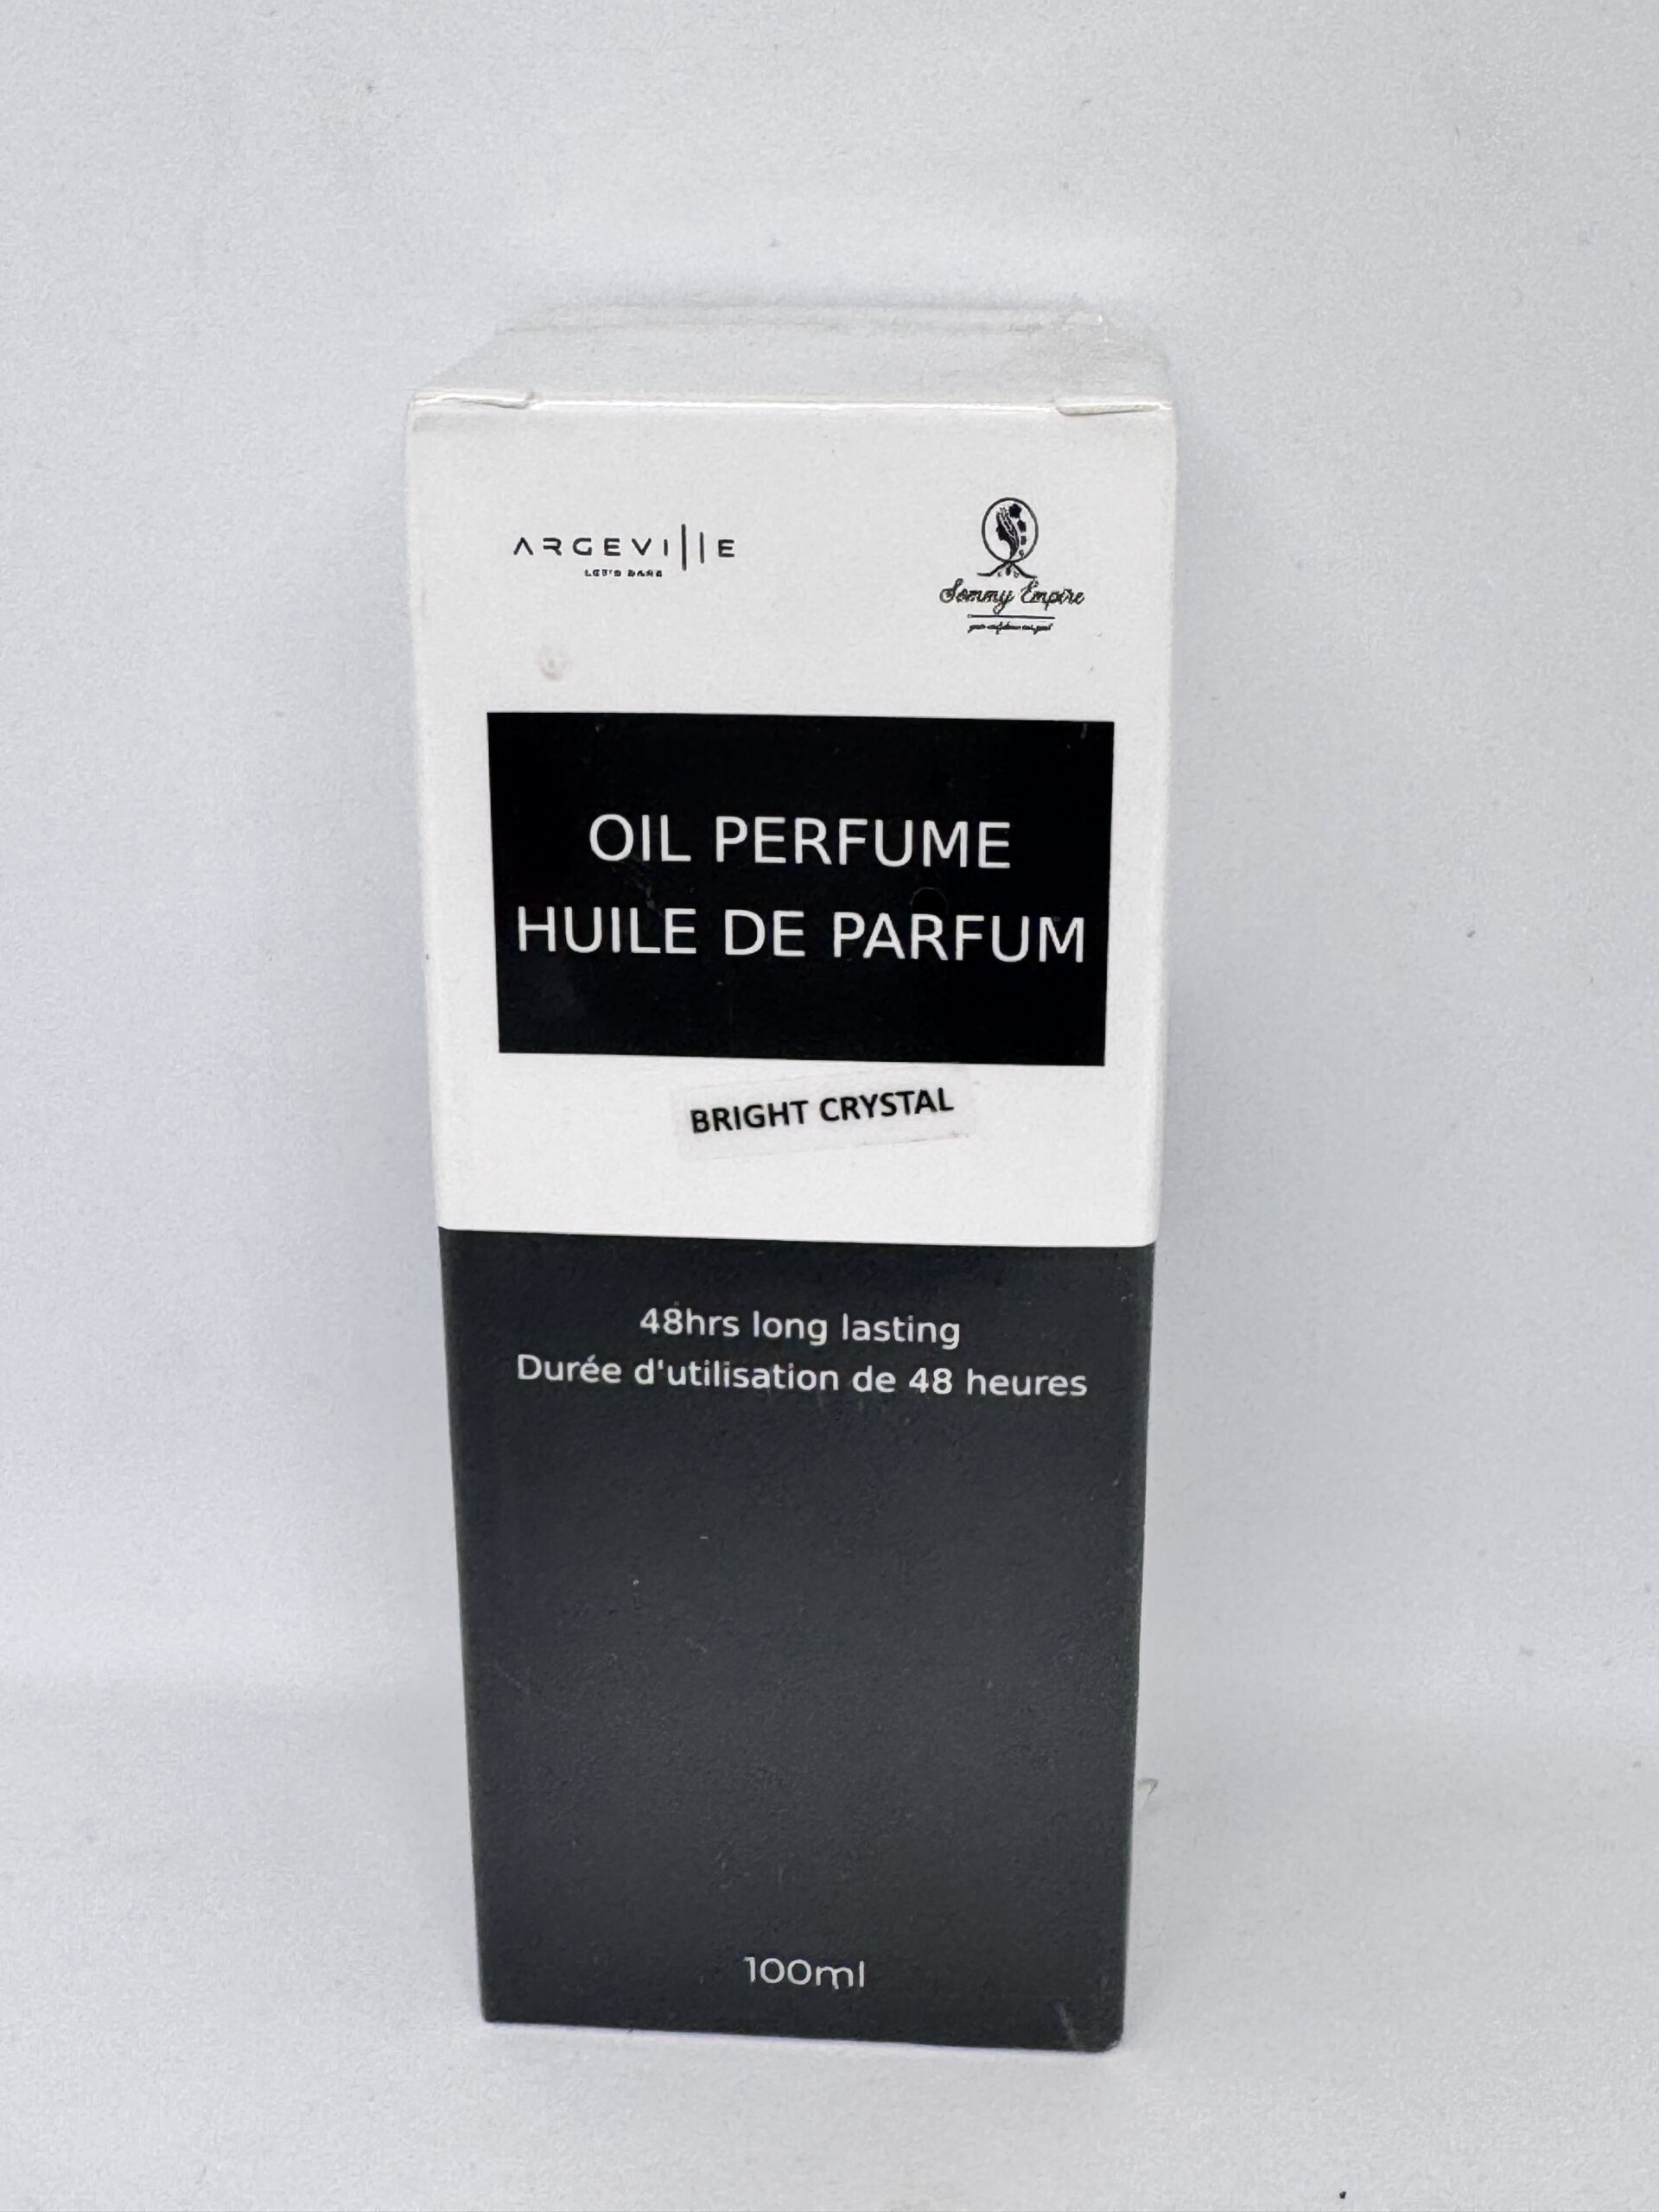 ARGEVILLE
LET'S DARE
Sommy Empire
OIL PERFUME
HUILE DE PARFUM
BRIGHT CRYSTAL
48hrs long lasting
Durée d'utilisation de 48 heures
100ml